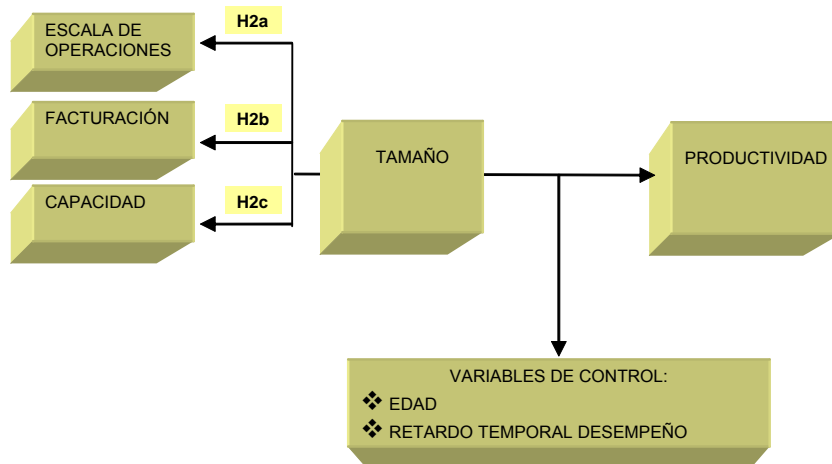 H2a
ESCALA DE
OPERACIONES
H2b
FACTURACIÓN
TAMAÑO
PRODUCTIVIDAD
H2c
CAPACIDAD
VARIABLES DE CONTROL:
❖ EDAD
❖ RETARDO TEMPORAL DESEMPEÑO